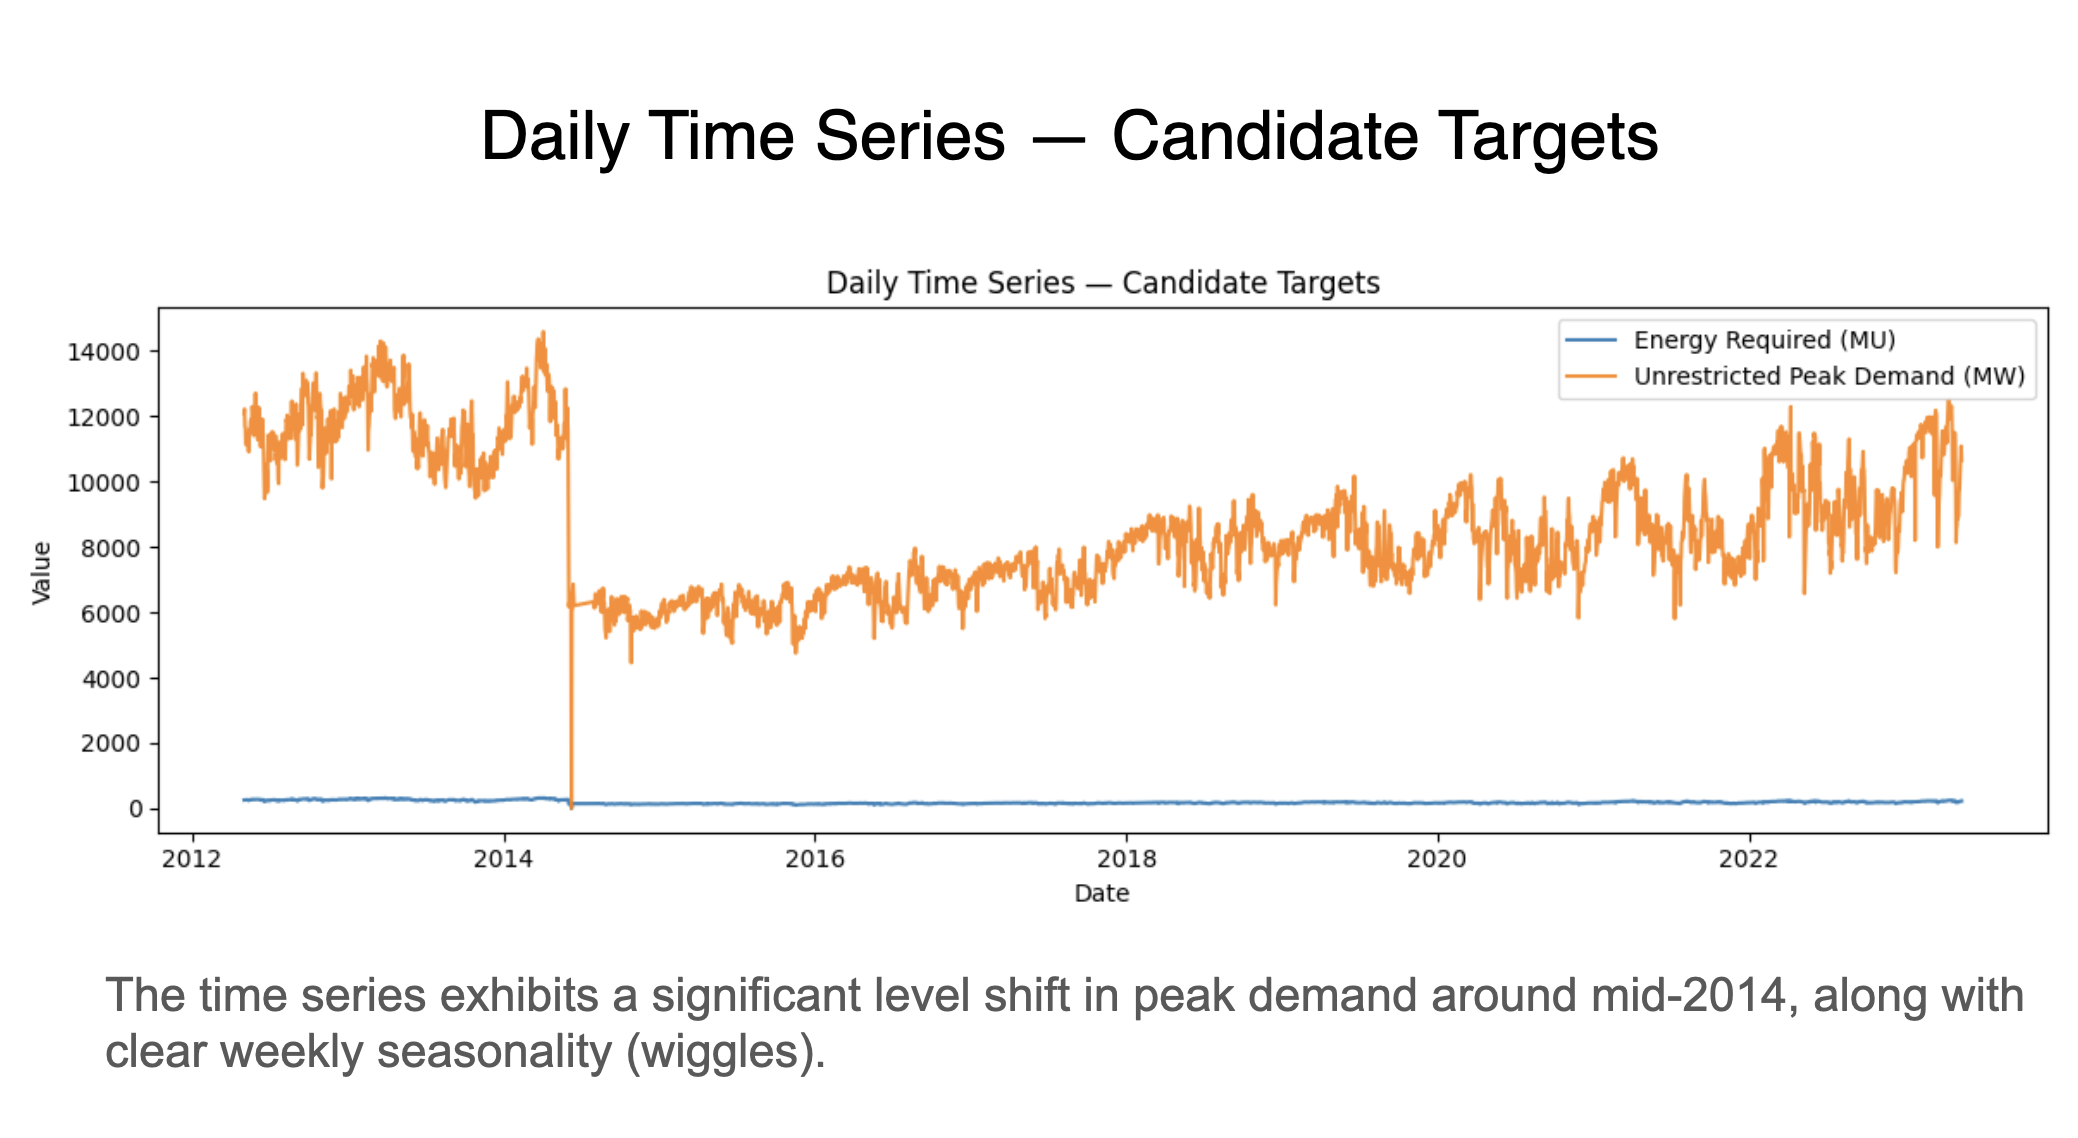 Daily Time Series — Candidate Targets
Daily Time Series — Candidate Targets
Energy Required (MU)
Unrestricted Peak Demand (MW)
14000
12000
10000
8000
6000
4000
2000
0
Value
2012
2014
2016
2018
2020
2022
Date
The time series exhibits a significant level shift in peak demand around mid-2014, along with
clear weekly seasonality (wiggles).